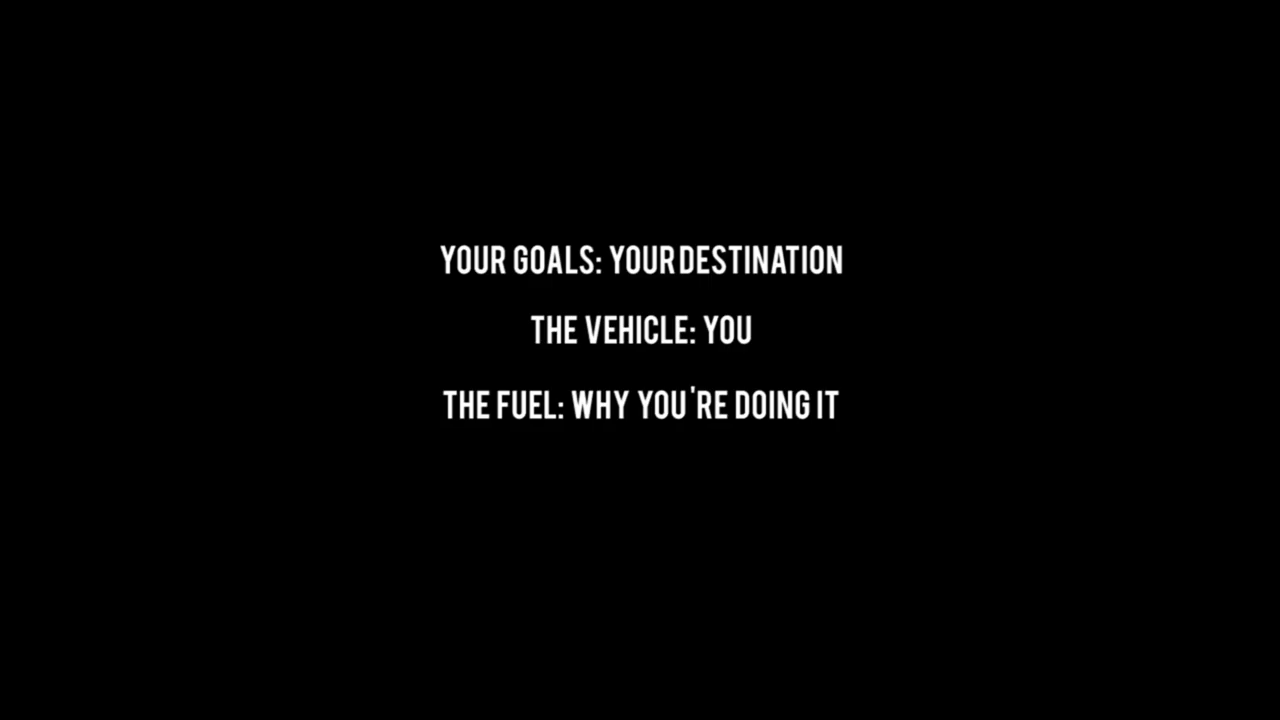 YOUR GOALS: YOUR DESTINATION
THE VEHICLE: YOU
THE FUEL: WHY YOU'RE DOING IT